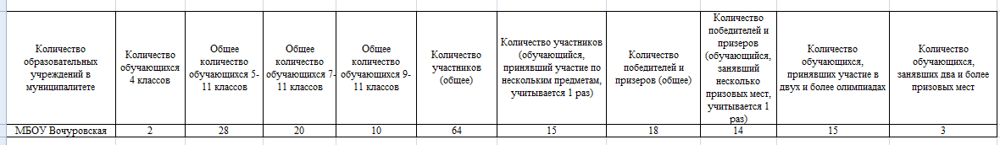 Количество
образовательных
учреждений в
муниципалитете
Количество
обучающихся
4 классов
Общее
количество
обучающихся 5-
11 классов
Общее
количество
обучающихся 7-
11 классов
Общее
количество
обучающихся 9-
11 классов
Количество
участников
(общее)
Количество участников
(обучающийся,
принявший участие по
нескольким предметам,
учитывается 1 раз)
Количество
победителей и
призеров (общее)
Количество
победителей и
призеров
(обучающийся,
занявший
несколько
призовых мест,
учитывается 1
раз)
Количество
обучающихся,
принявших участие в
двух и более олимпиадах
Количество
обучающихся,
занявших два и более
призовых мест
МБОУ Вочуровская 2 28 20 10 64 15 18 14 15 3